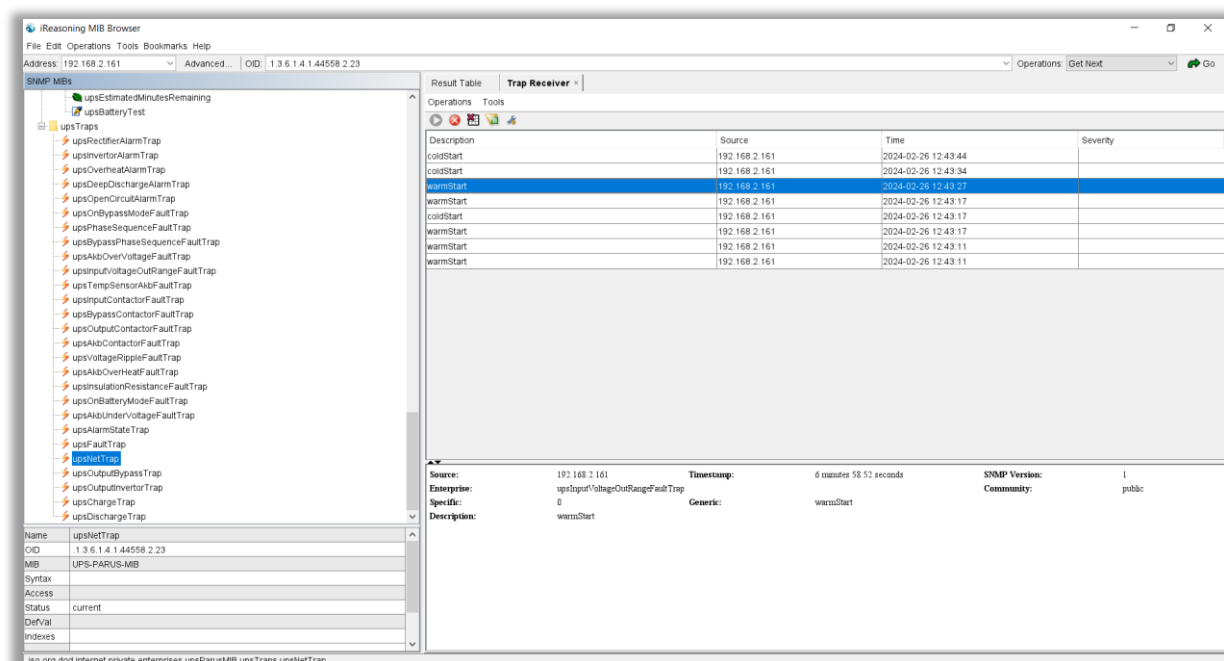 iReasoning MIB Browser
File Edit Operations Tools Bookmarks Help
Address: 192.168.2.161 Advanced... OID: .1.3.6.1.4.1.44558.2.23 Operations: Get Next Go
SNMP MIBs
upsEstimatedMinutesRemaining
upsBatteryTest
upsTraps
upsRectifierAlarmTrap
upsInvertorAlarmTrap
upsOverheatAlarmTrap
upsDeepDischargeAlarmTrap
upsOpenCircuitAlarmTrap
upsOnBypassModeFaultTrap
upsPhaseSequenceFaultTrap
upsBypassPhaseSequenceFaultTrap
upsAkbOverVoltageFaultTrap
upsInputVoltageOutRangeFaultTrap
upsTempSensorAkbFaultTrap
upsInputContactorFaultTrap
upsBypassContactorFaultTrap
upsOutputContactorFaultTrap
upsAkbContactorFaultTrap
upsVoltageRippleFaultTrap
upsAkbOverHeatFaultTrap
upsInsulationResistanceFaultTrap
upsOnBatteryModeFaultTrap
upsAkbUnderVoltageFaultTrap
upsAlarmStateTrap
upsFaultTrap
upsNetTrap
upsOutputBypassTrap
upsOutputInvertorTrap
upsChargeTrap
upsDischargeTrap
Name upsNetTrap
OID .1.3.6.1.4.1.44558.2.23
MIB UPS-PARUS-MIB
Syntax
Access
Status current
DefVal
Indexes
.iso.org.dod.internet.private.enterprises.upsParusMIB.upsTraps.upsNetTrap
Result Table Trap Receiver ×
Operations Tools
Description Source Time Severity
coldStart 192.168.2.161 2024-02-26 12:43:44
coldStart 192.168.2.161 2024-02-26 12:43:34
warmStart 192.168.2.161 2024-02-26 12:43:27
warmStart 192.168.2.161 2024-02-26 12:43:17
coldStart 192.168.2.161 2024-02-26 12:43:17
warmStart 192.168.2.161 2024-02-26 12:43:17
warmStart 192.168.2.161 2024-02-26 12:43:11
warmStart 192.168.2.161 2024-02-26 12:43:11
Source: 192.168.2.161 Timestamp: 6 minutes 58.52 seconds SNMP Version: 1
Enterprise: upsInputVoltageOutRangeFaultTrap Community: public
Specific: 0 Generic: warmStart
Description: warmStart